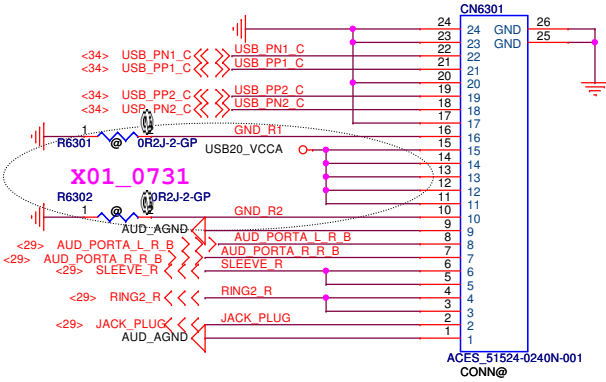 CN6301
24 24 GND 26
23 23 GND 25
<34> USB_PN1_C USB_PN1_C 22 22
<34> USB_PP1_C USB_PP1_C 21 21
20 20
<34> USB_PP2_C USB_PP2_C 19 19
<34> USB_PN2_C USB_PN2_C 18 18
17 17
1 2 GND_R1 16 16
R6301 @ 0R2J-2-GP
USB20_VCCA 15 15
14 14
X01_0731 13 13
12 12
R6302 0R2J-2-GP 11 11
1 @ 2 GND_R2 10 10
AUD_AGND 9 9
<29> AUD_PORTA_L_R_B AUD_PORTA_L_R_B 8 8
<29> AUD_PORTA_R_R_B AUD_PORTA_R_R_B 7 7
<29> SLEEVE_R SLEEVE_R 6 6
5 5
<29> RING2_R RING2_R 4 4
3 3
<29> JACK_PLUG JACK_PLUG 2 2
AUD_AGND 1 1
ACES_51524-0240N-001
CONN@